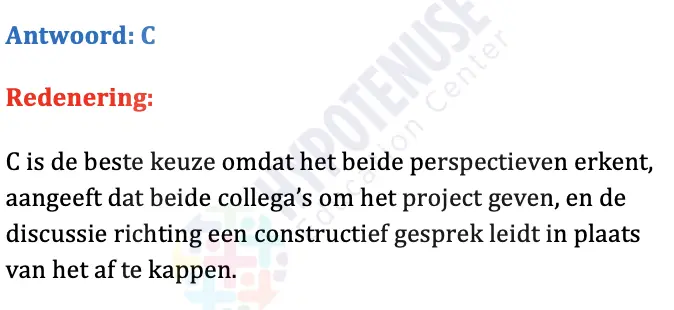 Antwoord: C
Redenering:
C is de beste keuze omdat het beide perspectieven erkent,
aangeeft dat beide collega’s om het project geven, en de
discussie richting een constructief gesprek leidt in plaats
van het af te kappen.
HYPOTENUSE
Education Center